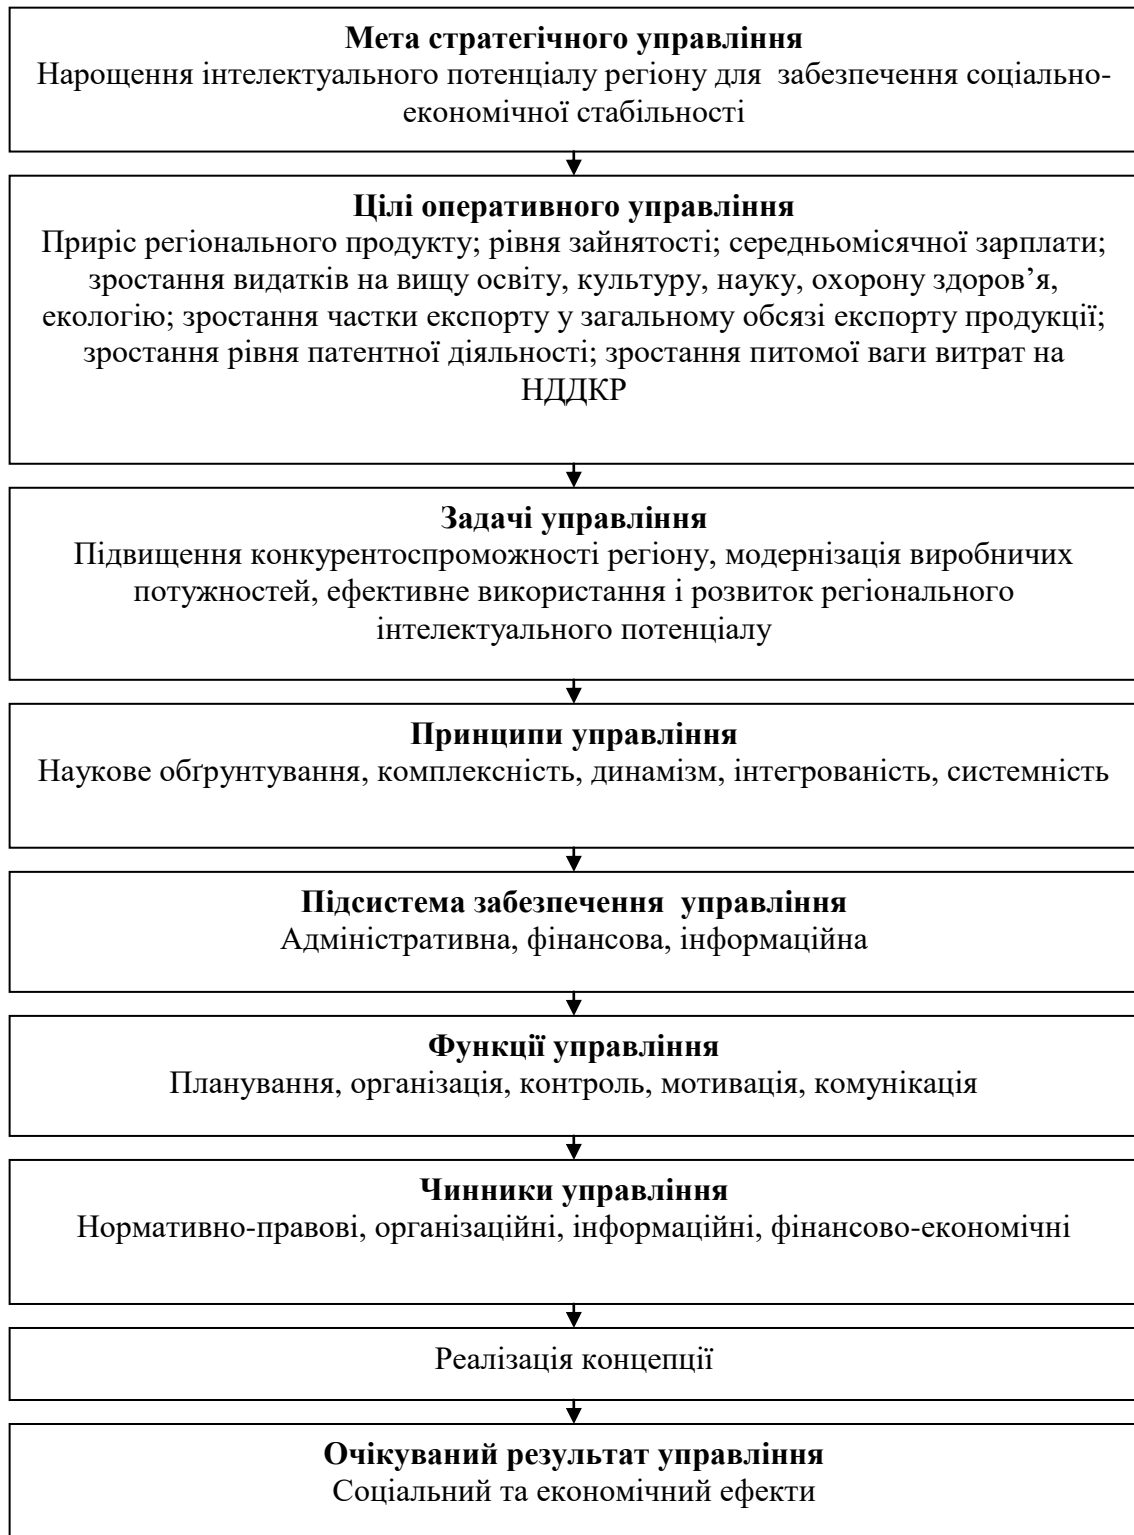 Мета стратегічного управління
Нарощення інтелектуального потенціалу регіону для забезпечення соціально-
економічної стабільності
Цілі оперативного управління
Приріс регіонального продукту; рівня зайнятості; середньомісячної зарплати;
зростання видатків на вищу освіту, культуру, науку, охорону здоров’я,
екологію; зростання частки експорту у загальному обсязі експорту продукції;
зростання рівня патентної діяльності; зростання питомої ваги витрат на
НДДКР
Задачі управління
Підвищення конкурентоспроможності регіону, модернізація виробничих
потужностей, ефективне використання і розвиток регіонального
інтелектуального потенціалу
Принципи управління
Наукове обґрунтування, комплексність, динамізм, інтегрованість, системність
Підсистема забезпечення управління
Адміністративна, фінансова, інформаційна
Функції управління
Планування, організація, контроль, мотивація, комунікація
Чинники управління
Нормативно-правові, організаційні, інформаційні, фінансово-економічні
Реалізація концепції
Очікуваний результат управління
Соціальний та економічний ефекти